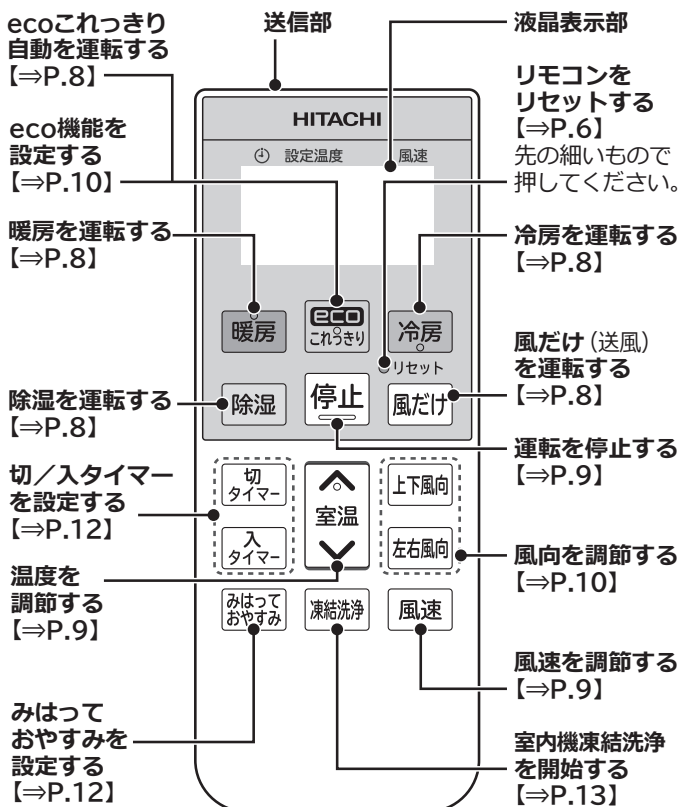 ecoこれっきり
自動を運転する
【⇒P.8】
eco機能を
設定する
【⇒P.10】
暖房を運転する
【⇒P.8】
除湿を運転する
【⇒P.8】
切／入タイマー
を設定する
【⇒P.12】
温度を
調節する
【⇒P.9】
みはって
おやすみを
設定する
【⇒P.12】
送信部
HITACHI
設定温度 風速
暖房
eco
これっきり
冷房
リセット
除湿
停止
風だけ
切
タイマー
室温
上下風向
入
タイマー
左右風向
みはって
おやすみ
凍結洗浄
風速
液晶表示部
リモコンを
リセットする
【⇒P.6】
先の細いもので
押してください。
冷房を運転する
【⇒P.8】
風だけ（送風）
を運転する
【⇒P.8】
運転を停止する
【⇒P.9】
風向を調節する
【⇒P.10】
風速を調節する
【⇒P.9】
室内機凍結洗浄
を開始する
【⇒P.13】